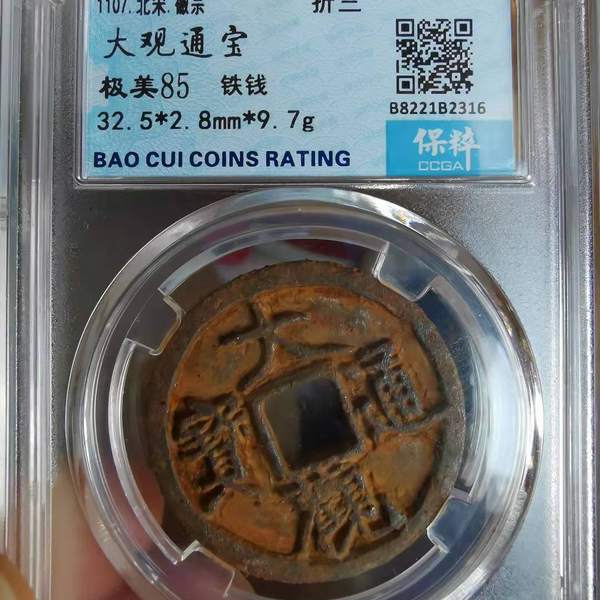 1107.北宋.徽宗
折三
大观通宝
极美85 铁钱
32.5*2.8mm*9.7g
B8221B2316
保粹
CCGA
BAO CUI COINS RATING
大觀通寶